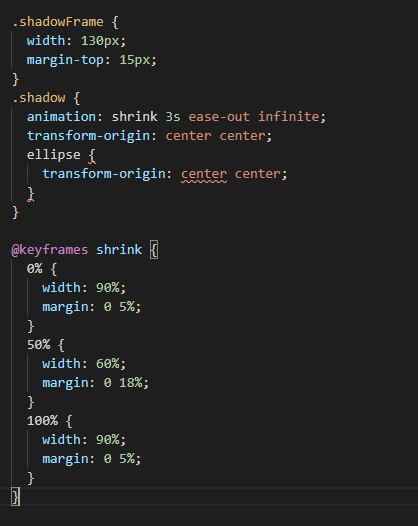 .shadowFrame {
  width: 130px;
  margin-top: 15px;
}
.shadow {
  animation: shrink 3s ease-out infinite;
  transform-origin: center center;
  ellipse {
    transform-origin: center center;
  }
}

@keyframes shrink {
  0% {
    width: 90%;
    margin: 0 5%;
  }
  50% {
    width: 60%;
    margin: 0 18%;
  }
  100% {
    width: 90%;
    margin: 0 5%;
  }
}